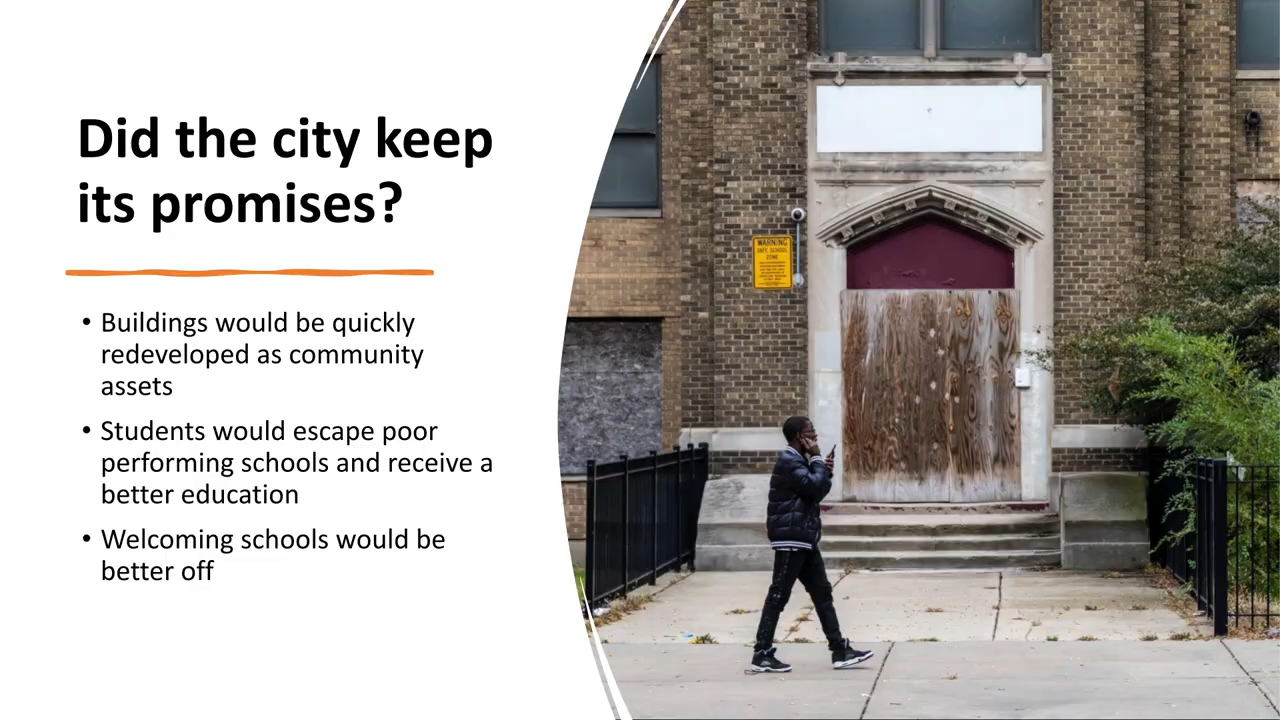 Did the city keep
its promises?
• Buildings would be quickly
redeveloped as community
assets
• Students would escape poor
performing schools and receive a
better education
• Welcoming schools would be
better off
WARNING
SAFE SCHOOL
ZONE